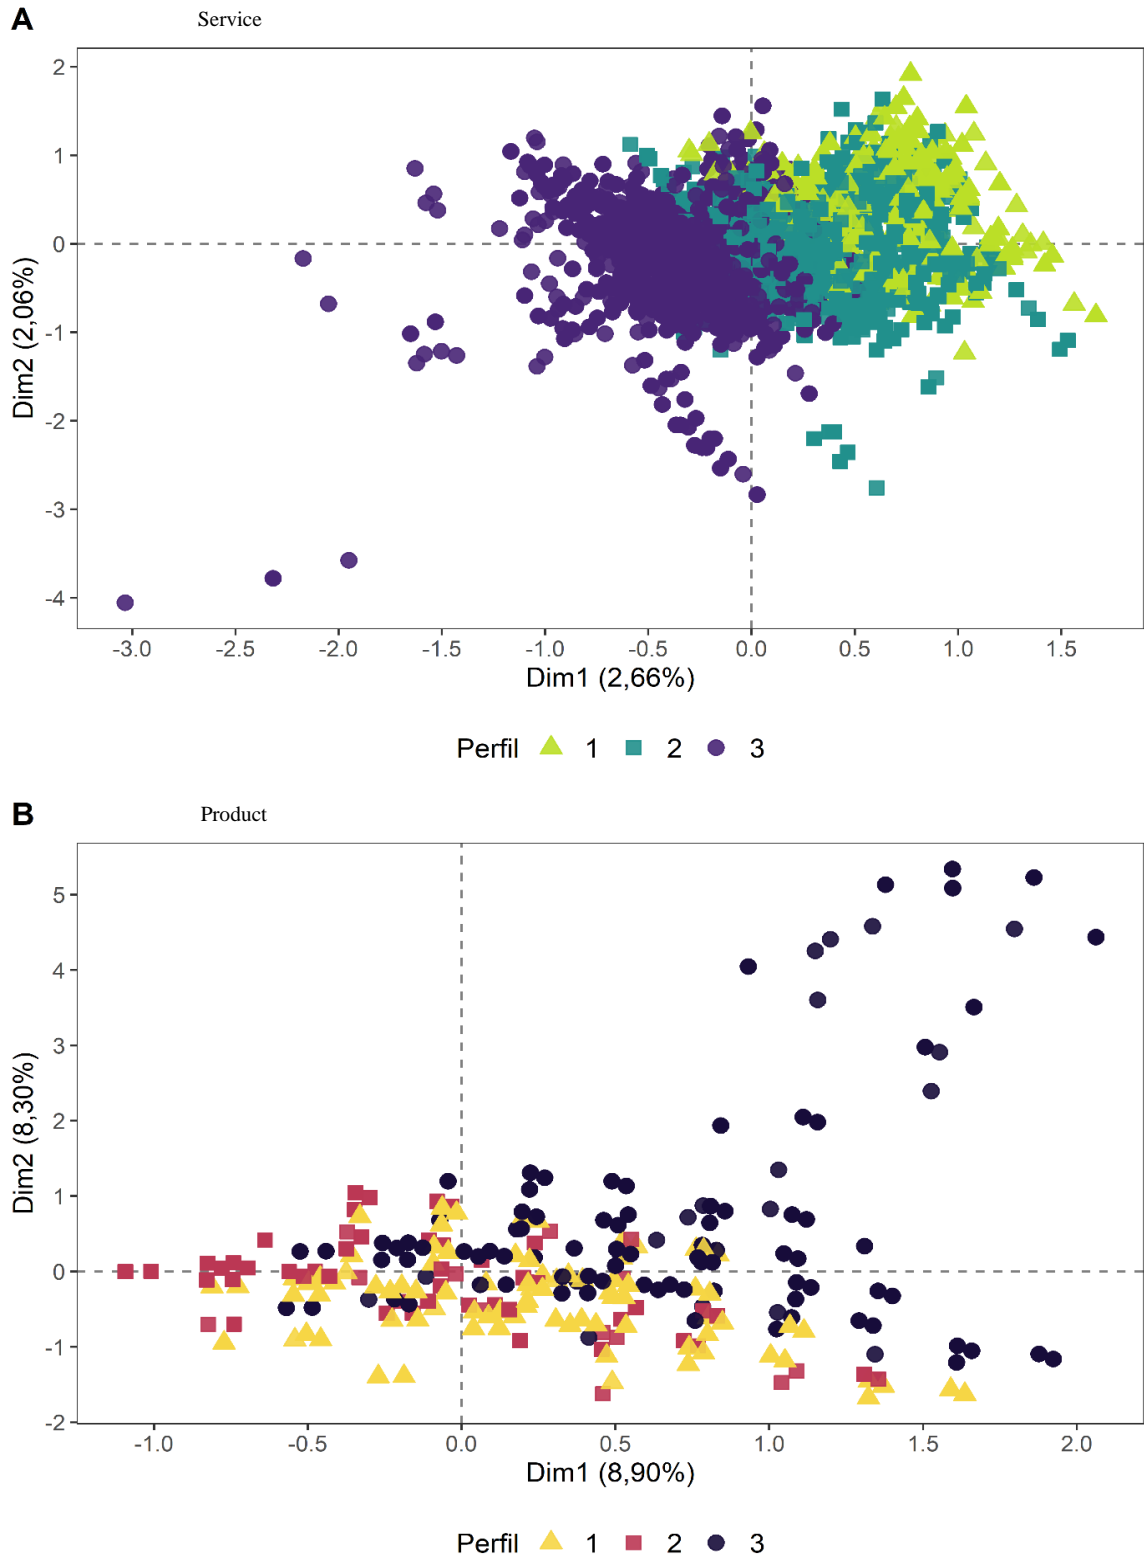 A
Service
2
1
0
-1
-2
-3
-4
Dim2 (2,06%)
-3.0 -2.5 -2.0 -1.5 -1.0 -0.5 0.0 0.5 1.0 1.5
Dim1 (2,66%)
Perfil 1 2 3
B
Product
5
4
3
2
1
0
-1
-2
Dim2 (8,30%)
-1.0 -0.5 0.0 0.5 1.0 1.5 2.0
Dim1 (8,90%)
Perfil 1 2 3